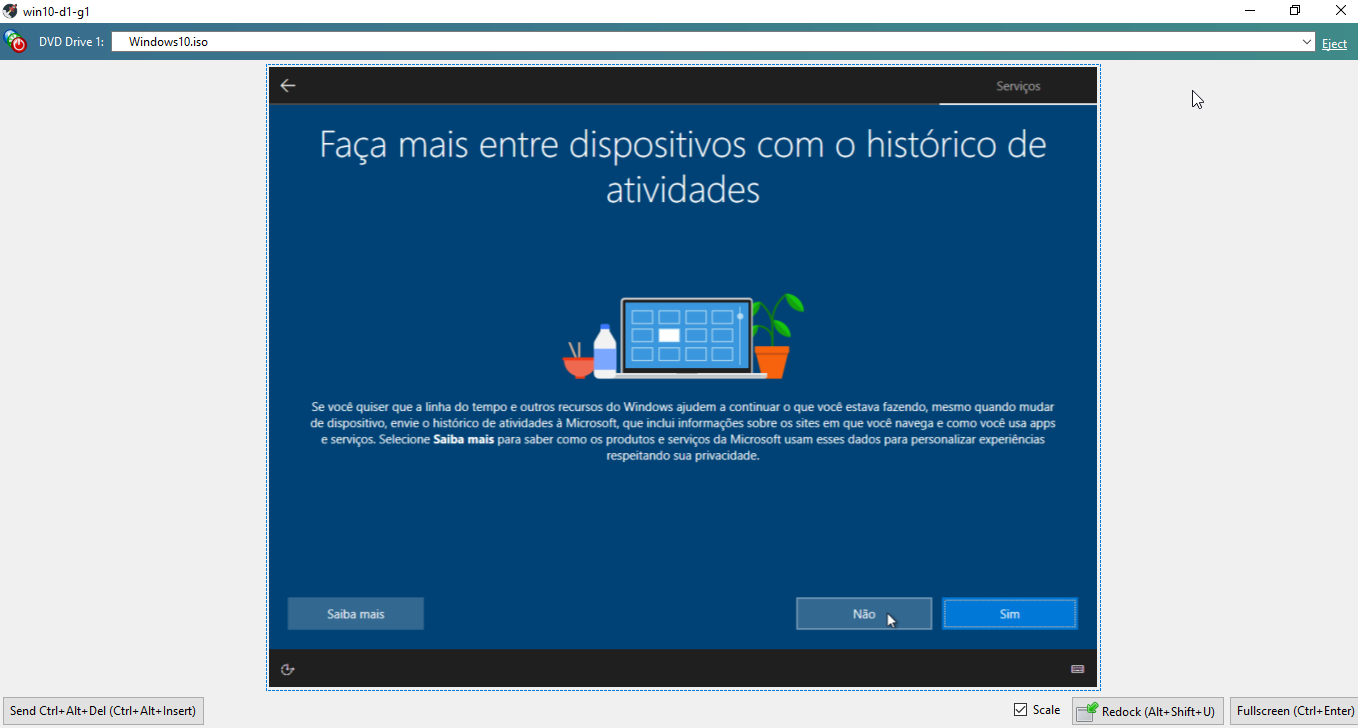 win10-d1-g1
DVD Drive 1: Windows10.iso Eject
Serviços
Faça mais entre dispositivos com o histórico de
atividades
Se você quiser que a linha do tempo e outros recursos do Windows ajudem a continuar o que você estava fazendo, mesmo quando mudar
de dispositivo, envie o histórico de atividades à Microsoft, que inclui informações sobre os sites em que você navega e como você usa apps
e serviços. Selecione Saiba mais para saber como os produtos e serviços da Microsoft usam esses dados para personalizar experiências
respeitando sua privacidade.
Saiba mais Não Sim
Send Ctrl+Alt+Del (Ctrl+Alt+Insert) Scale Redock (Alt+Shift+U) Fullscreen (Ctrl+Enter)